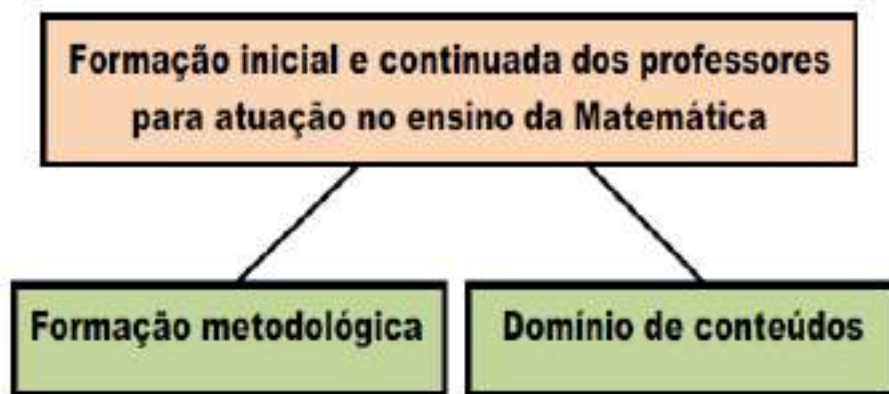 Formação inicial e continuada dos professores
para atuação no ensino da Matemática
Formação metodológica
Domínio de conteúdos